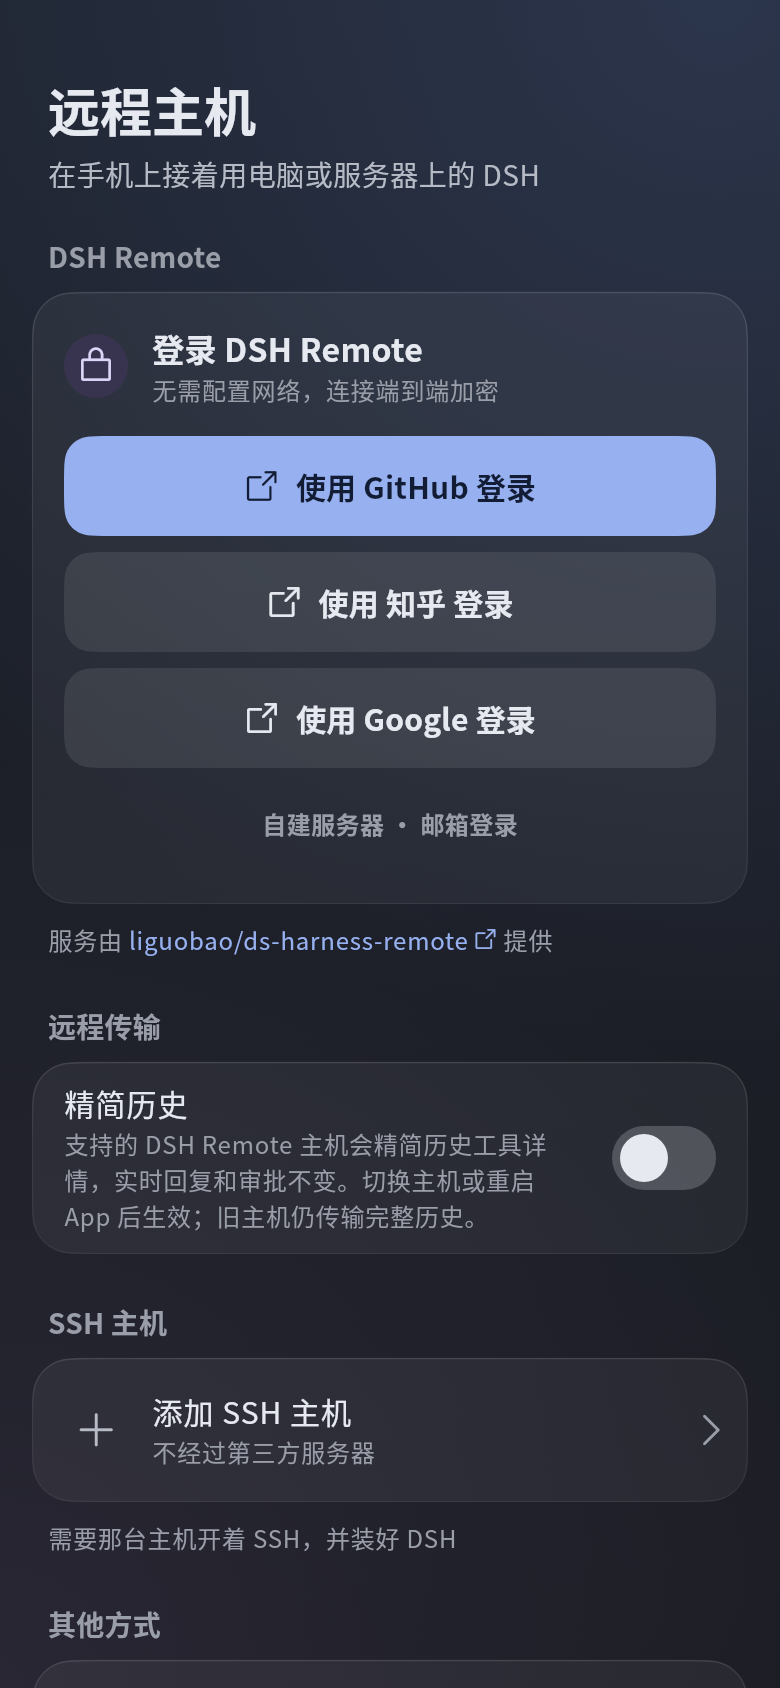 远程主机
在手机上接着用电脑或服务器上的 DSH
DSH Remote
登录 DSH Remote
无需配置网络，连接端到端加密
使用 GitHub 登录
使用 知乎 登录
使用 Google 登录
自建服务器 · 邮箱登录
服务由 liguobao/ds-harness-remote 提供
远程传输
精简历史
支持的 DSH Remote 主机会精简历史工具详
情，实时回复和审批不变。切换主机或重启
App 后生效；旧主机仍传输完整历史。
SSH 主机
添加 SSH 主机
不经过第三方服务器
需要那台主机开着 SSH，并装好 DSH
其他方式